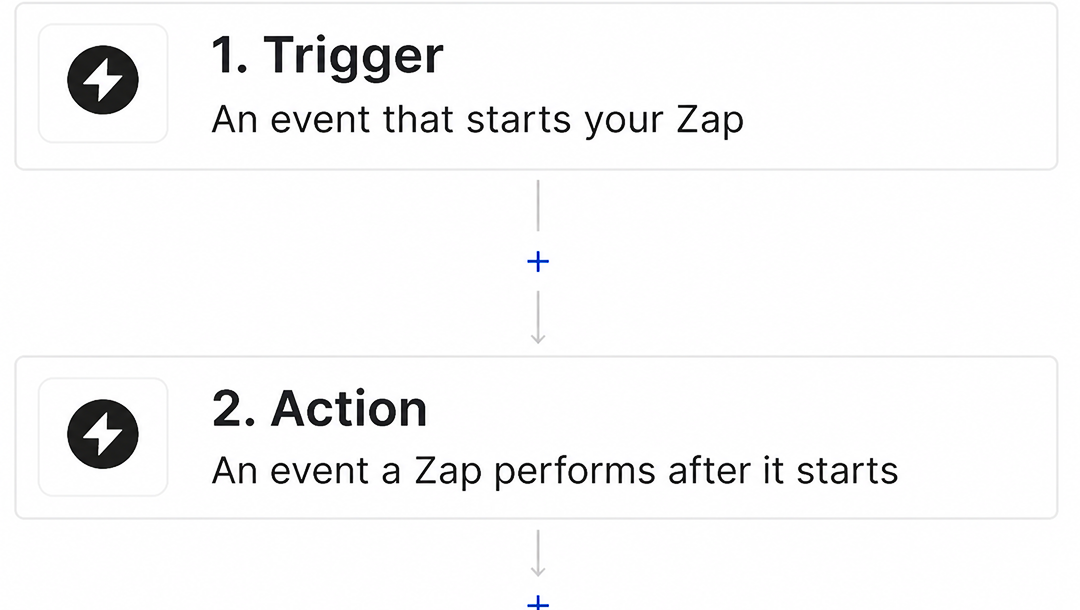 1. Trigger
An event that starts your Zap
+
2. Action
An event a Zap performs after it starts
+